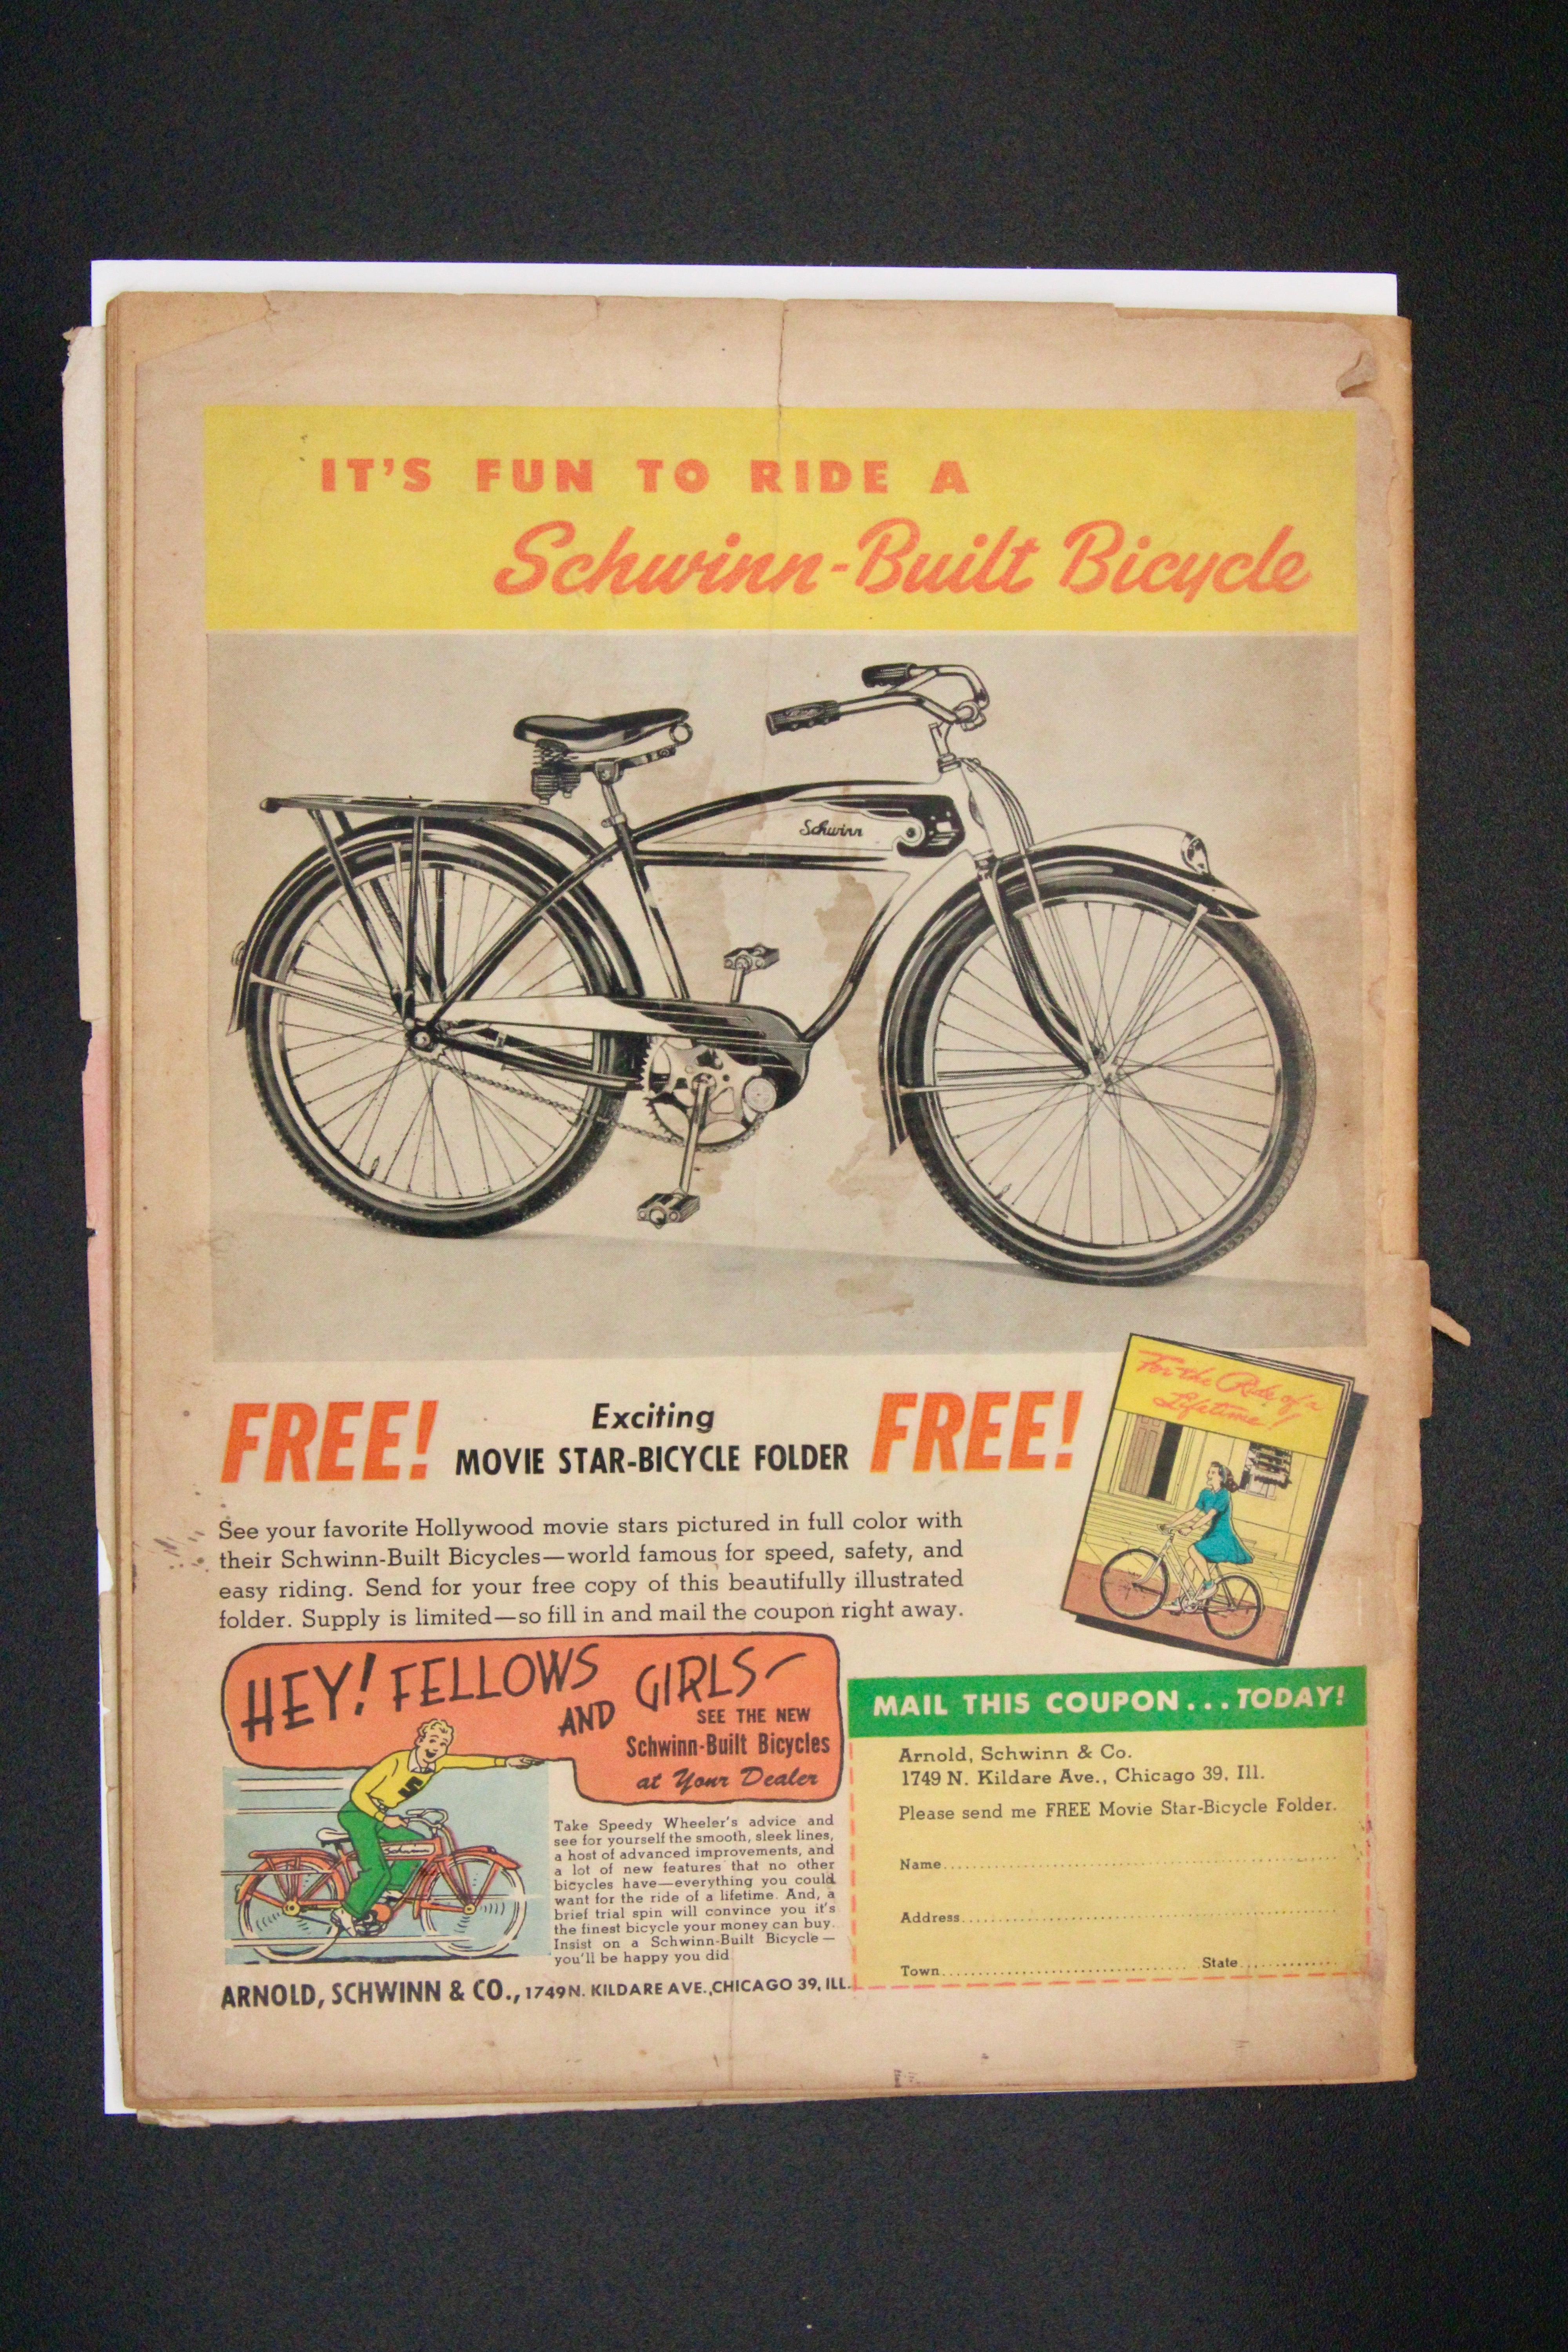 IT'S FUN TO RIDE A
Schwinn-Built Bicycle
Schwinn
FREE!
Exciting
MOVIE STAR-BICYCLE FOLDER
FREE!
For the Ride of a
Lifetime!
See your favorite Hollywood movie stars pictured in full color with
their Schwinn-Built Bicycles—world famous for speed, safety, and
easy riding. Send for your free copy of this beautifully illustrated
folder. Supply is limited—so fill in and mail the coupon right away.
HEY! FELLOWS
AND GIRLS—
SEE THE NEW
Schwinn-Built Bicycles
at Your Dealer
Schwinn
Take Speedy Wheeler's advice and
see for yourself the smooth, sleek lines,
a host of advanced improvements, and
a lot of new features that no other
bicycles have—everything you could
want for the ride of a lifetime. And, a
brief trial spin will convince you it's
the finest bicycle your money can buy.
Insist on a Schwinn-Built Bicycle—
you'll be happy you did
ARNOLD, SCHWINN & CO., 1749 N. KILDARE AVE., CHICAGO 39, ILL.
MAIL THIS COUPON...TODAY!
Arnold, Schwinn & Co.
1749 N. Kildare Ave., Chicago 39, Ill.
Please send me FREE Movie Star-Bicycle Folder.
Name
Address
Town State